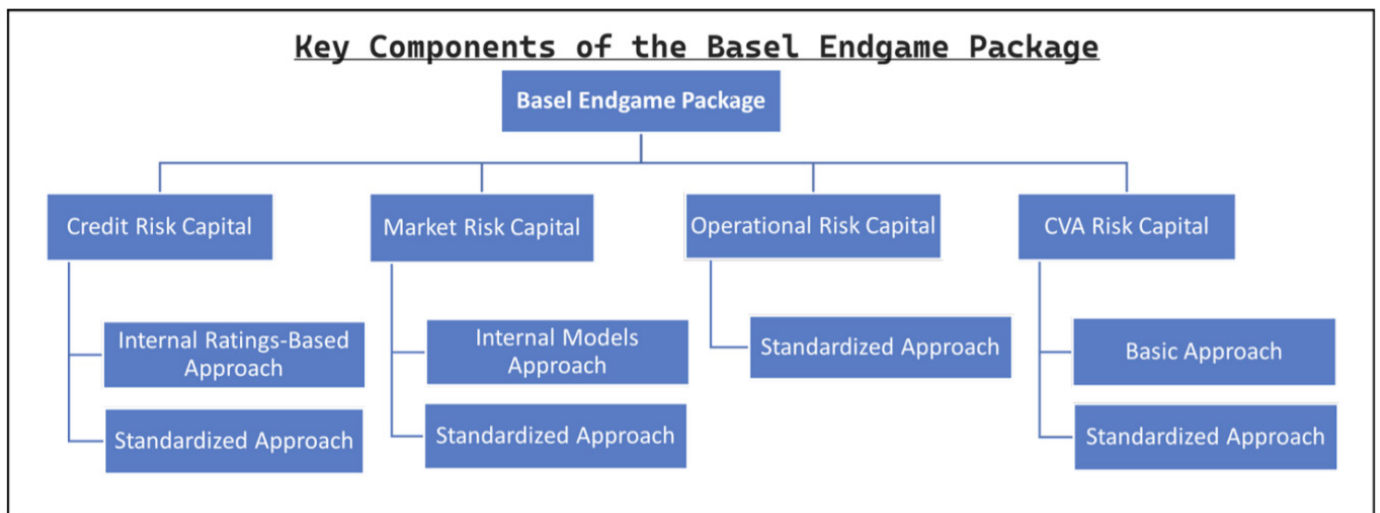 Key Components of the Basel Endgame Package
Basel Endgame Package
Credit Risk Capital
Internal Ratings-Based
Approach
Standardized Approach
Market Risk Capital
Internal Models
Approach
Standardized Approach
Operational Risk Capital
Standardized Approach
CVA Risk Capital
Basic Approach
Standardized Approach